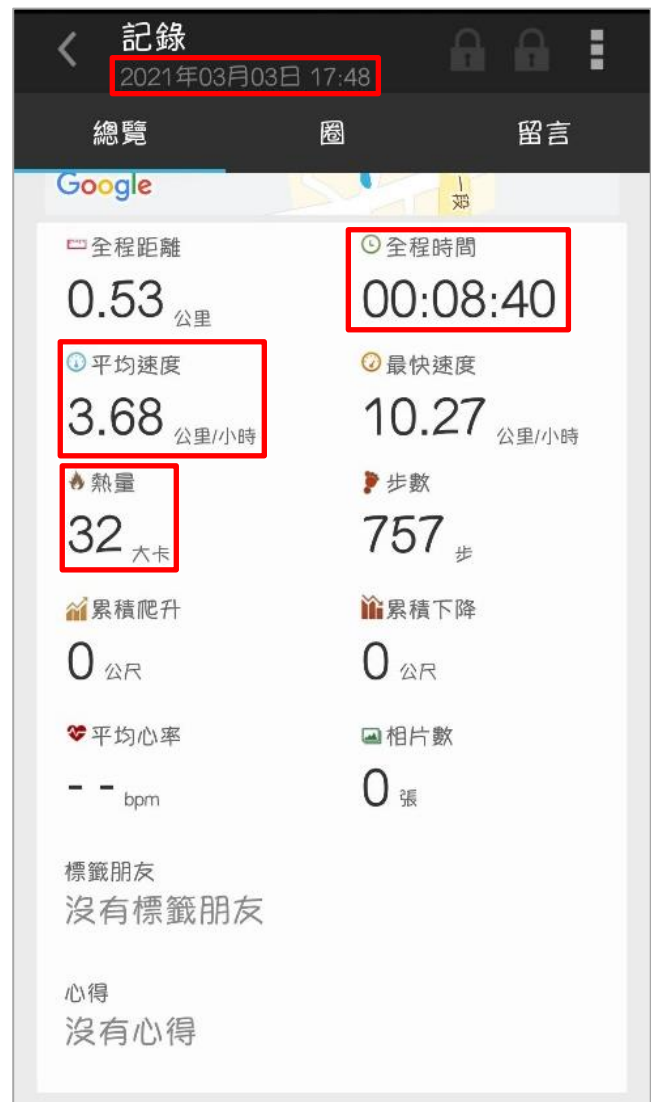 記錄
2021年03月03日 17:48
總覽 圈 留言
Google
全程距離 全程時間
0.53 公里 00:08:40
平均速度 最快速度
3.68 公里/小時 10.27 公里/小時
熱量 步數
32 大卡 757 步
累積爬升 累積下降
0 公尺 0 公尺
平均心率 相片數
-- bpm 0 張
標籤朋友
沒有標籤朋友
心得
沒有心得